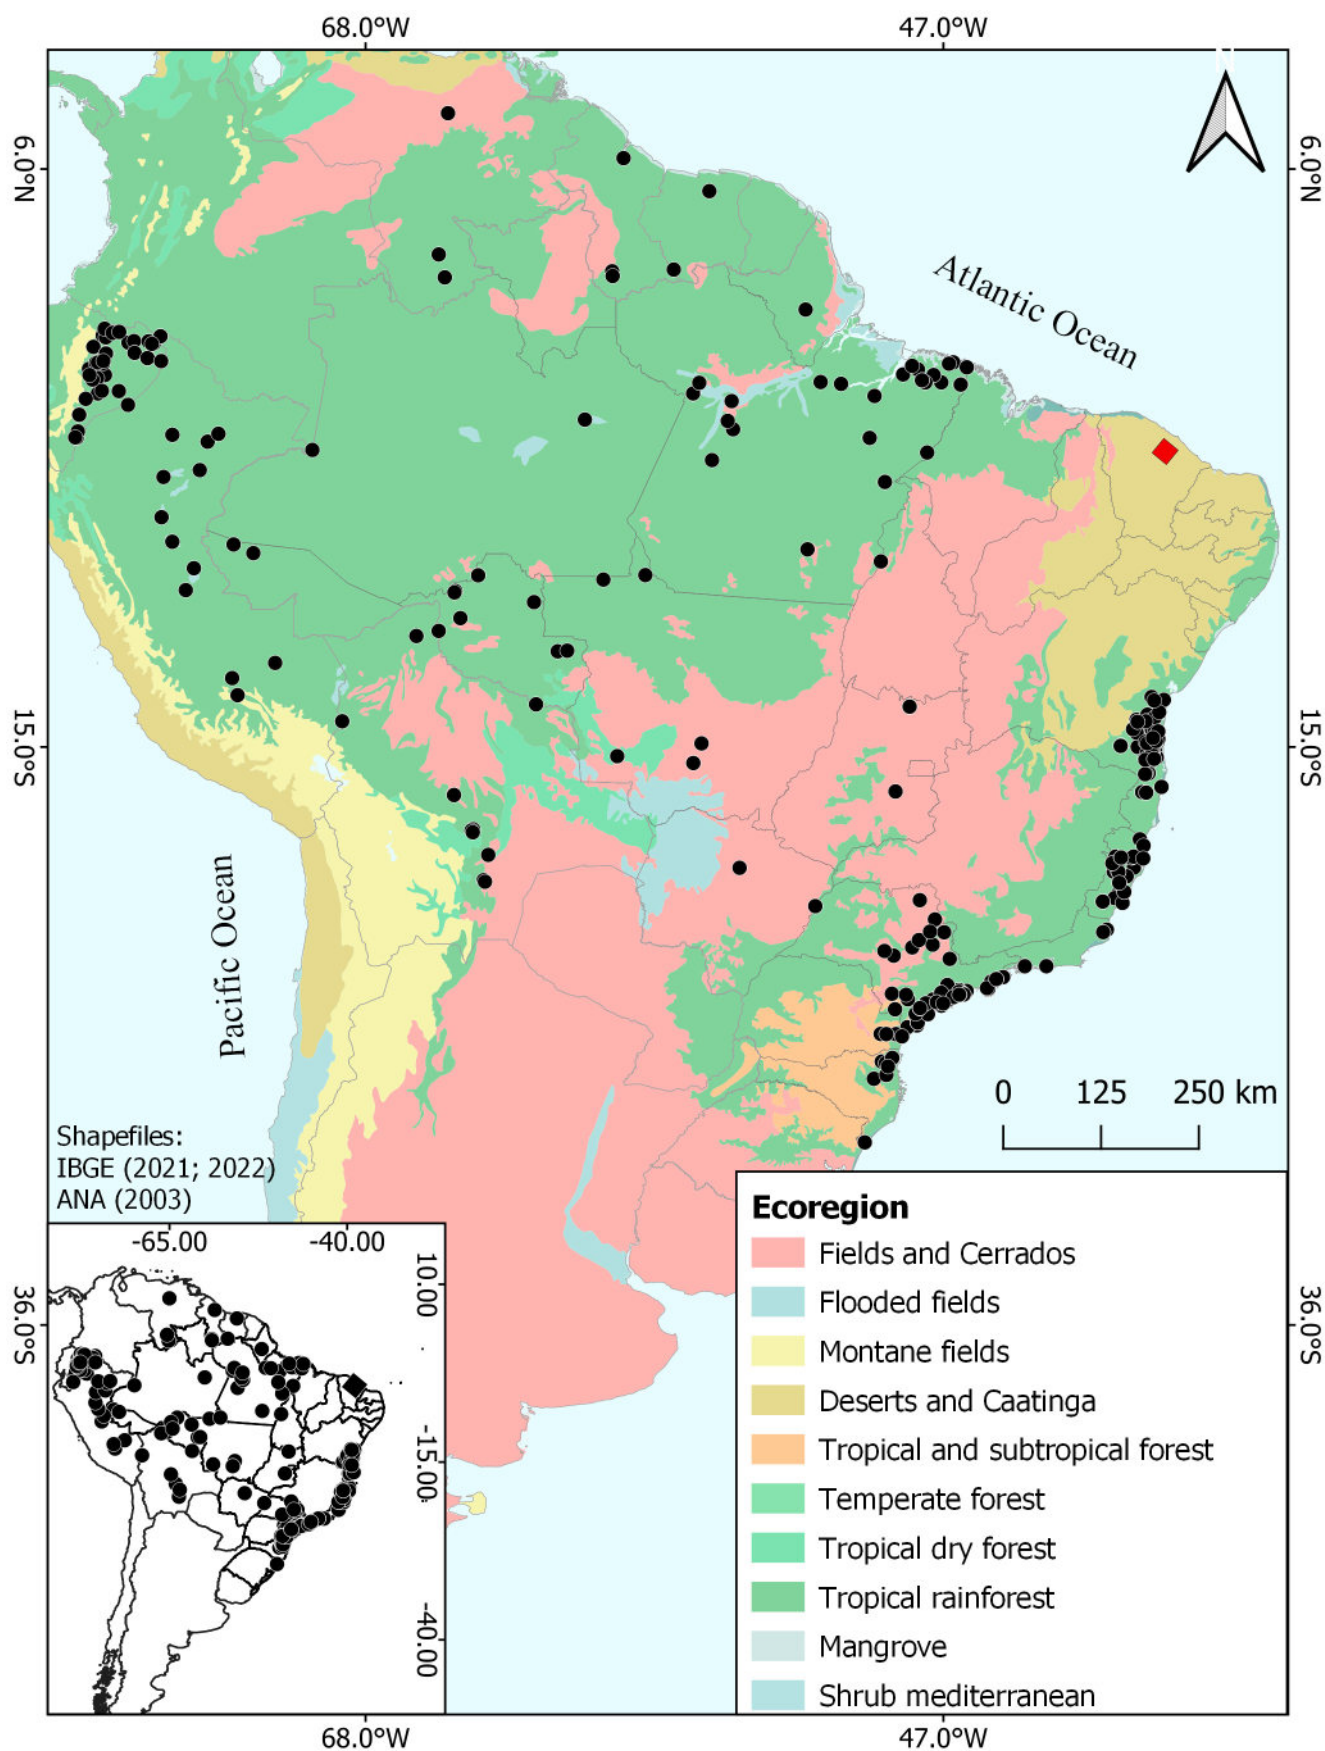 68.0°W 47.0°W
N
6.0°N
6.0°N
Atlantic Ocean
15.0°S
15.0°S
Pacific Ocean
0 125 250 km
Shapefiles:
IBGE (2021; 2022)
ANA (2003)
Ecoregion
Fields and Cerrados
Flooded fields
Montane fields
Deserts and Caatinga
Tropical and subtropical forest
Temperate forest
Tropical dry forest
Tropical rainforest
Mangrove
Shrub mediterranean
-65.00 -40.00
10.00
-15.00
-40.00
36.0°S
36.0°S
68.0°W 47.0°W